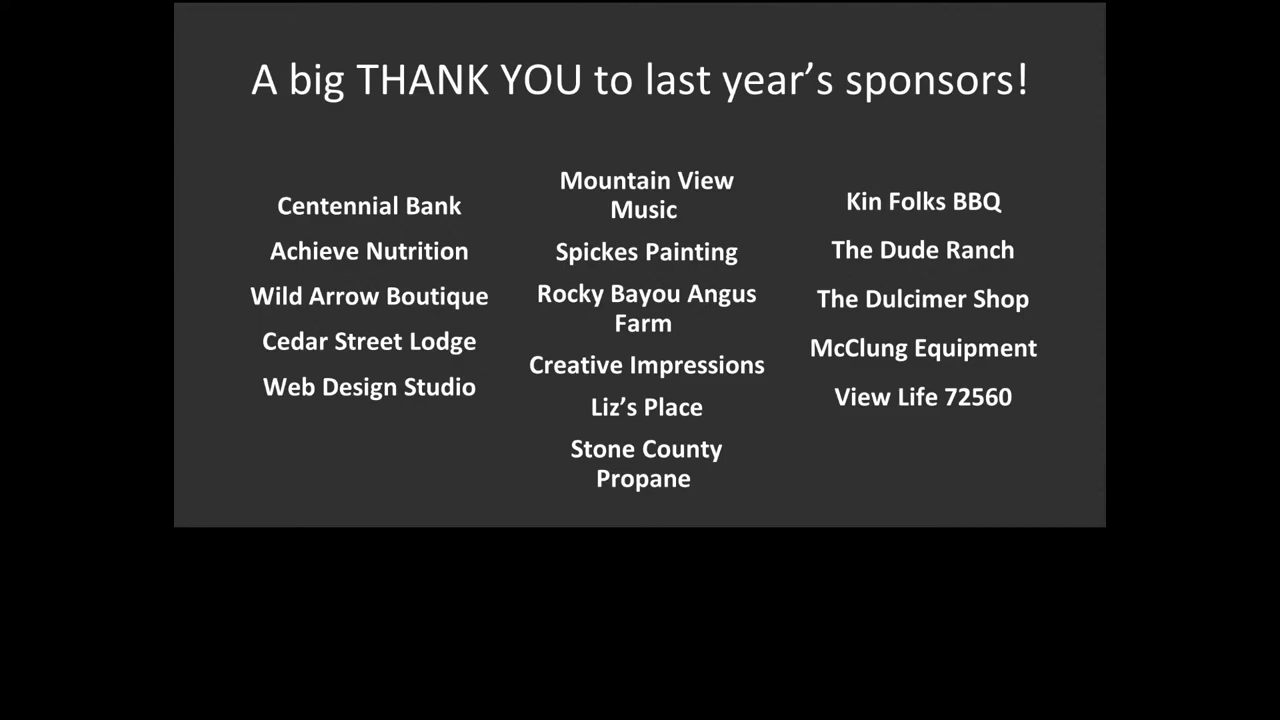 A big THANK YOU to last year’s sponsors!
Centennial Bank
Achieve Nutrition
Wild Arrow Boutique
Cedar Street Lodge
Web Design Studio
Mountain View
Music
Spickes Painting
Rocky Bayou Angus
Farm
Creative Impressions
Liz’s Place
Stone County
Propane
Kin Folks BBQ
The Dude Ranch
The Dulcimer Shop
McClung Equipment
View Life 72560